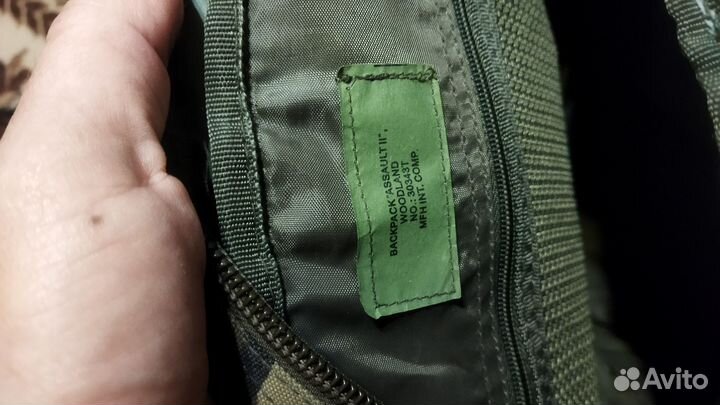 BACKPACK "ASSAULT II",
WOODLAND
NO.: 30343T
MFH INT. COMP.
Avito